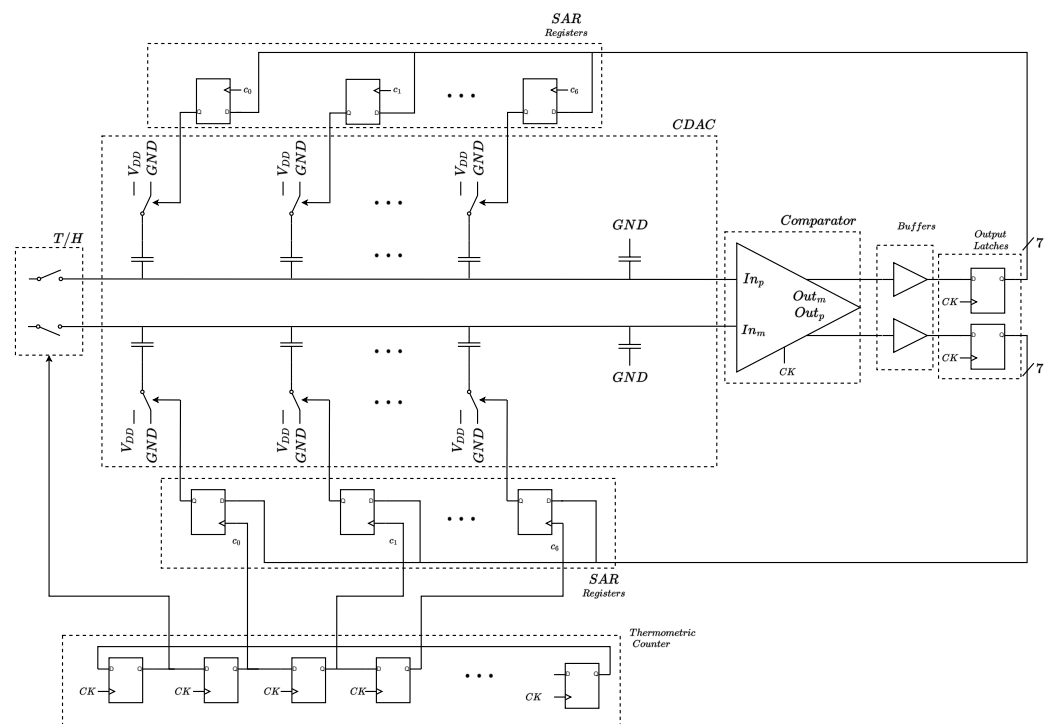 SAR
Registers
c0
c1
c6
Q D
Q D
Q D
CDAC
VDD GND
VDD GND
VDD GND
GND
T/H
Comparator
Buffers
Output
Latches
7
Inp
Outm
Outp
Inm
CK
D Q
CK
D Q
CK
7
GND
VDD GND
VDD GND
VDD GND
Q D
Q D
Q D
c0
c1
c6
SAR
Registers
Thermometric
Counter
D Q
D Q
D Q
D Q
D Q
CK
CK
CK
CK
CK